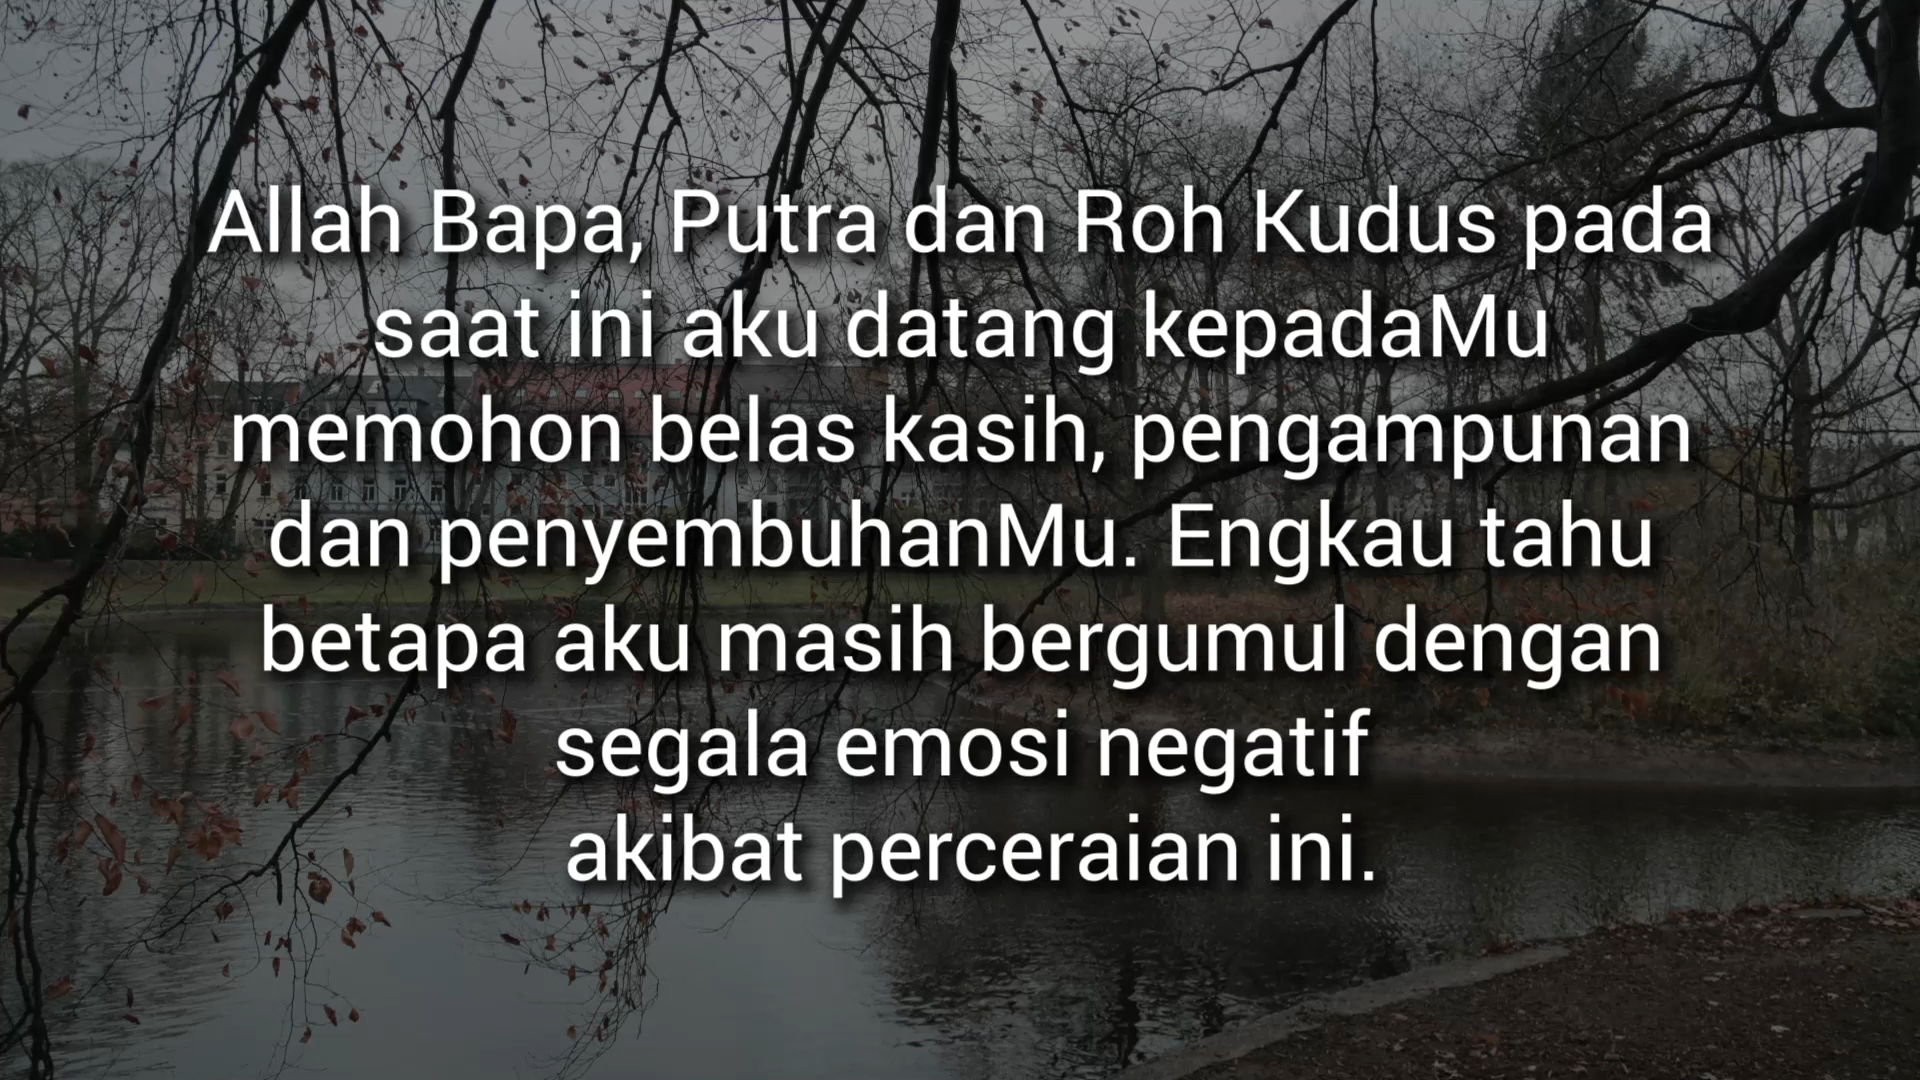 Allah Bapa, Putra dan Roh Kudus pada
saat ini aku datang kepadaMu
memohon belas kasih, pengampunan
dan penyembuhanMu. Engkau tahu
betapa aku masih bergumul dengan
segala emosi negatif
akibat perceraian ini.